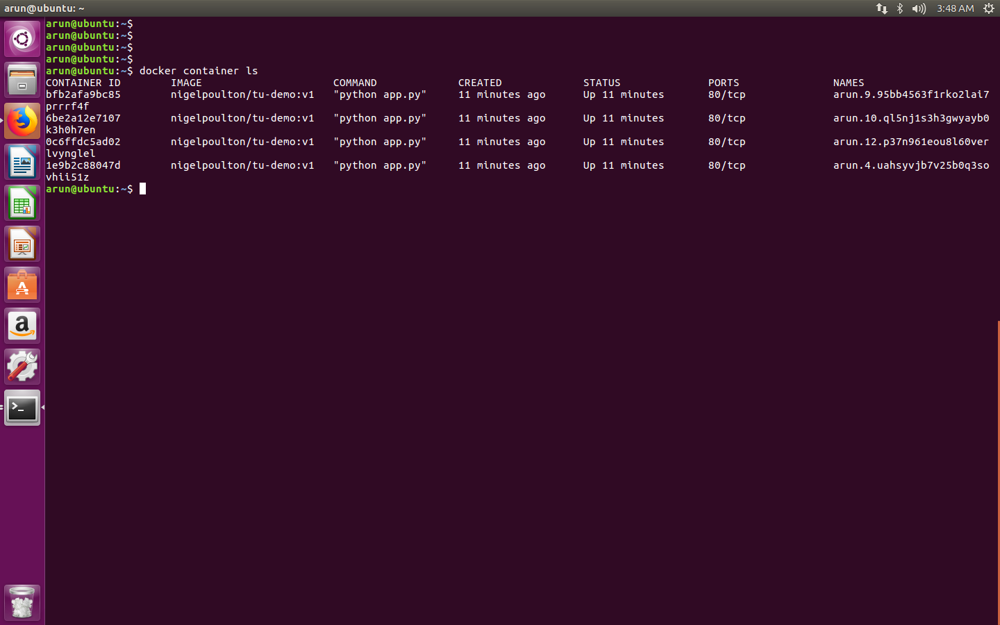 arun@ubuntu: ~
3:48 AM
arun@ubuntu:~$
arun@ubuntu:~$
arun@ubuntu:~$
arun@ubuntu:~$
arun@ubuntu:~$ docker container ls
CONTAINER ID IMAGE COMMAND CREATED STATUS PORTS NAMES
bfb2afa9bc85 nigelpoulton/tu-demo:v1 "python app.py" 11 minutes ago Up 11 minutes 80/tcp arun.9.95bb4563f1rko2lai7
prrrf4f
6be2a12e7107 nigelpoulton/tu-demo:v1 "python app.py" 11 minutes ago Up 11 minutes 80/tcp arun.10.ql5nj1s3h3gwyayb0
k3h0h7en
0c6ffdc5ad02 nigelpoulton/tu-demo:v1 "python app.py" 11 minutes ago Up 11 minutes 80/tcp arun.12.p37n961eou8l60ver
lvynglel
1e9b2c88047d nigelpoulton/tu-demo:v1 "python app.py" 11 minutes ago Up 11 minutes 80/tcp arun.4.uahsyvjb7v25b0q3so
vhii51z
arun@ubuntu:~$